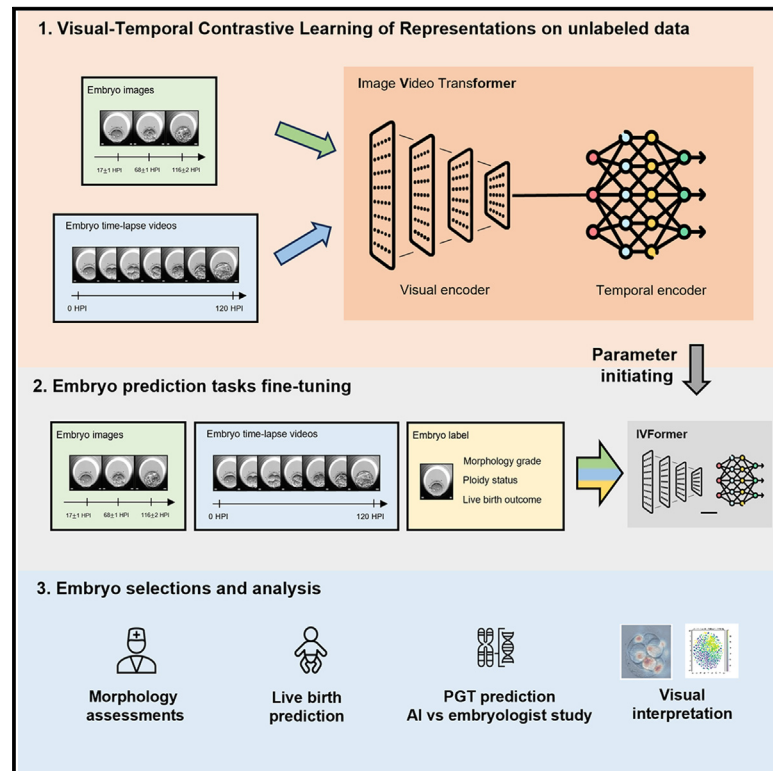 1. Visual-Temporal Contrastive Learning of Representations on unlabeled data
Embryo images
17±1 HPI 68±1 HPI 116±2 HPI
Embryo time-lapse videos
0 HPI 120 HPI
Image Video Transformer
Visual encoder Temporal encoder
Parameter
initiating
2. Embryo prediction tasks fine-tuning
Embryo images
17±1 HPI 68±1 HPI 116±2 HPI
Embryo time-lapse videos
0 HPI 120 HPI
Embryo label
Morphology grade
Ploidy status
Live birth outcome
IVFormer
3. Embryo selections and analysis
Morphology
assessments
Live birth
prediction
PGT prediction
AI vs embryologist study
Visual
interpretation